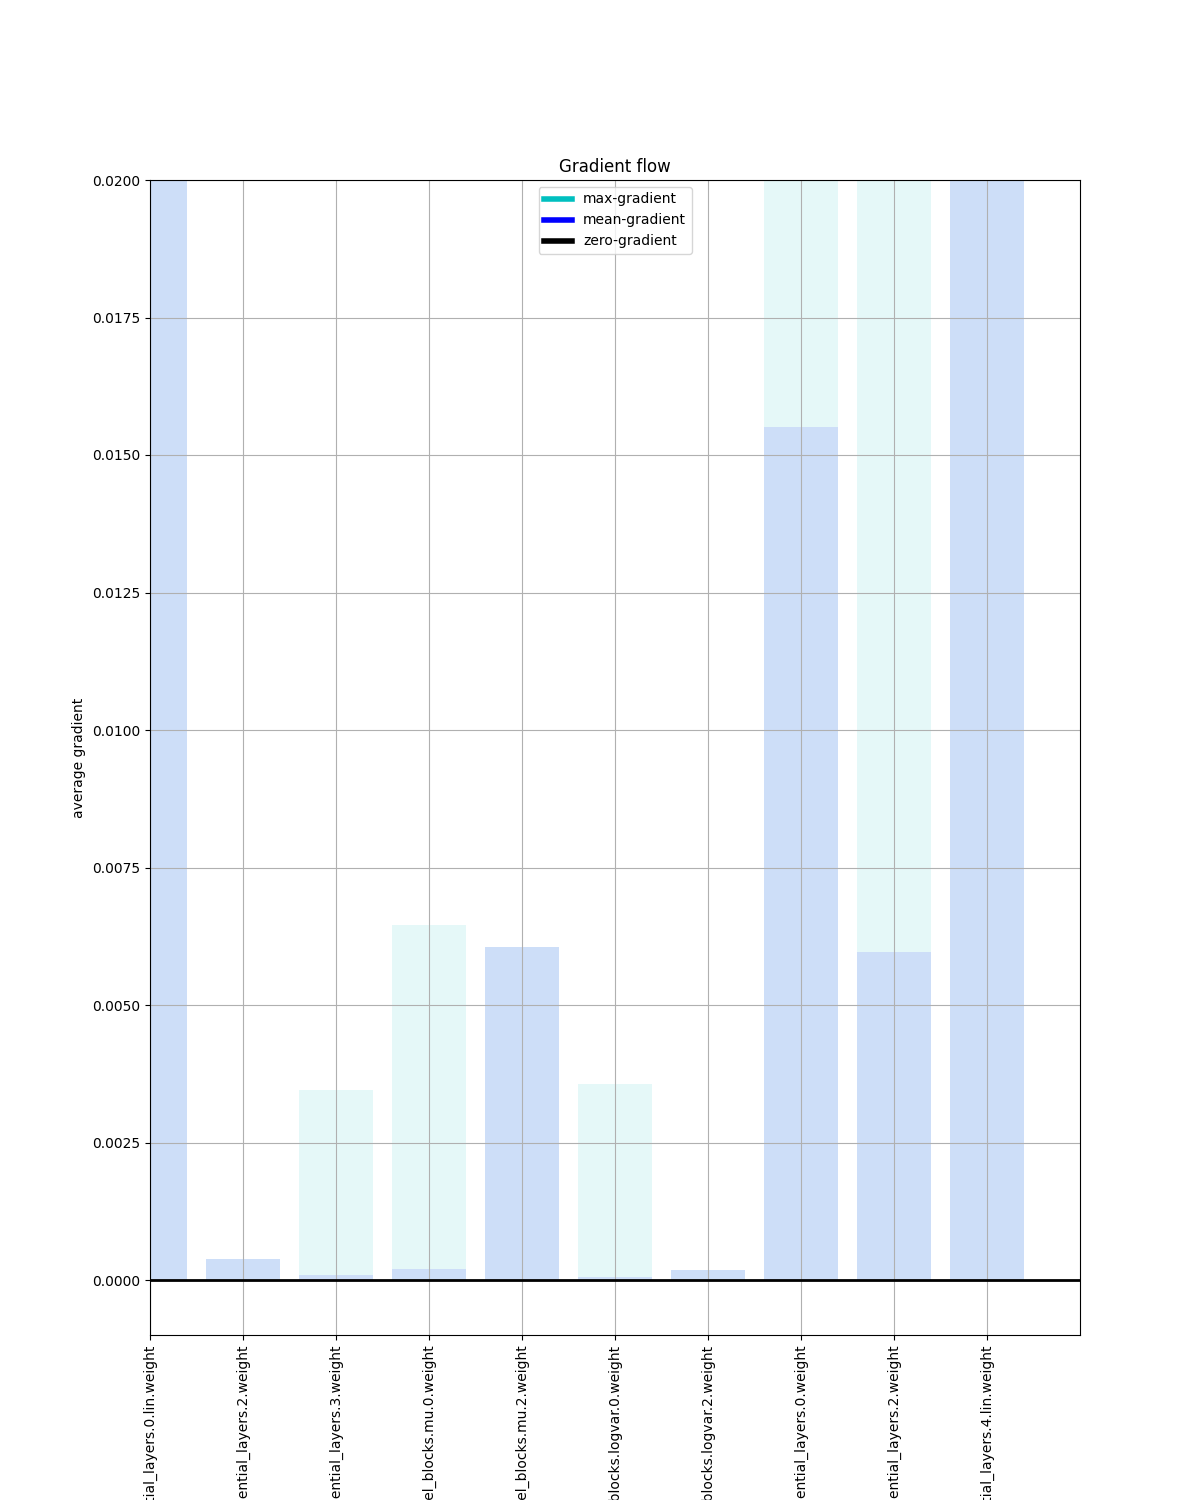 Gradient flow
max-gradient
mean-gradient
zero-gradient
average gradient
0.0200
0.0175
0.0150
0.0125
0.0100
0.0075
0.0050
0.0025
0.0000
tial_layers.0.lin.weight
ential_layers.2.weight
ential_layers.3.weight
el_blocks.mu.0.weight
el_blocks.mu.2.weight
blocks.logvar.0.weight
blocks.logvar.2.weight
ential_layers.0.weight
ential_layers.2.weight
tial_layers.4.lin.weight